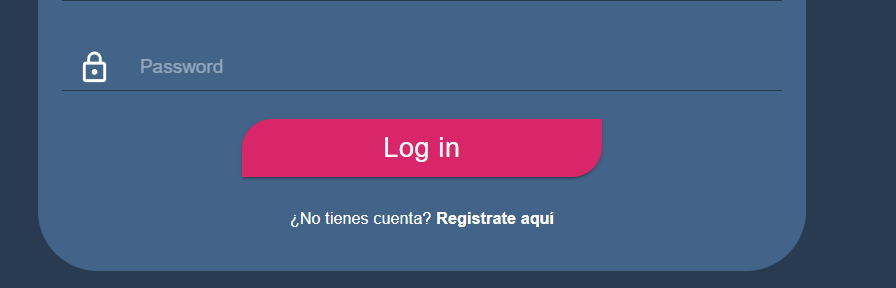 Password
Log in
¿No tienes cuenta? Registrate aquí